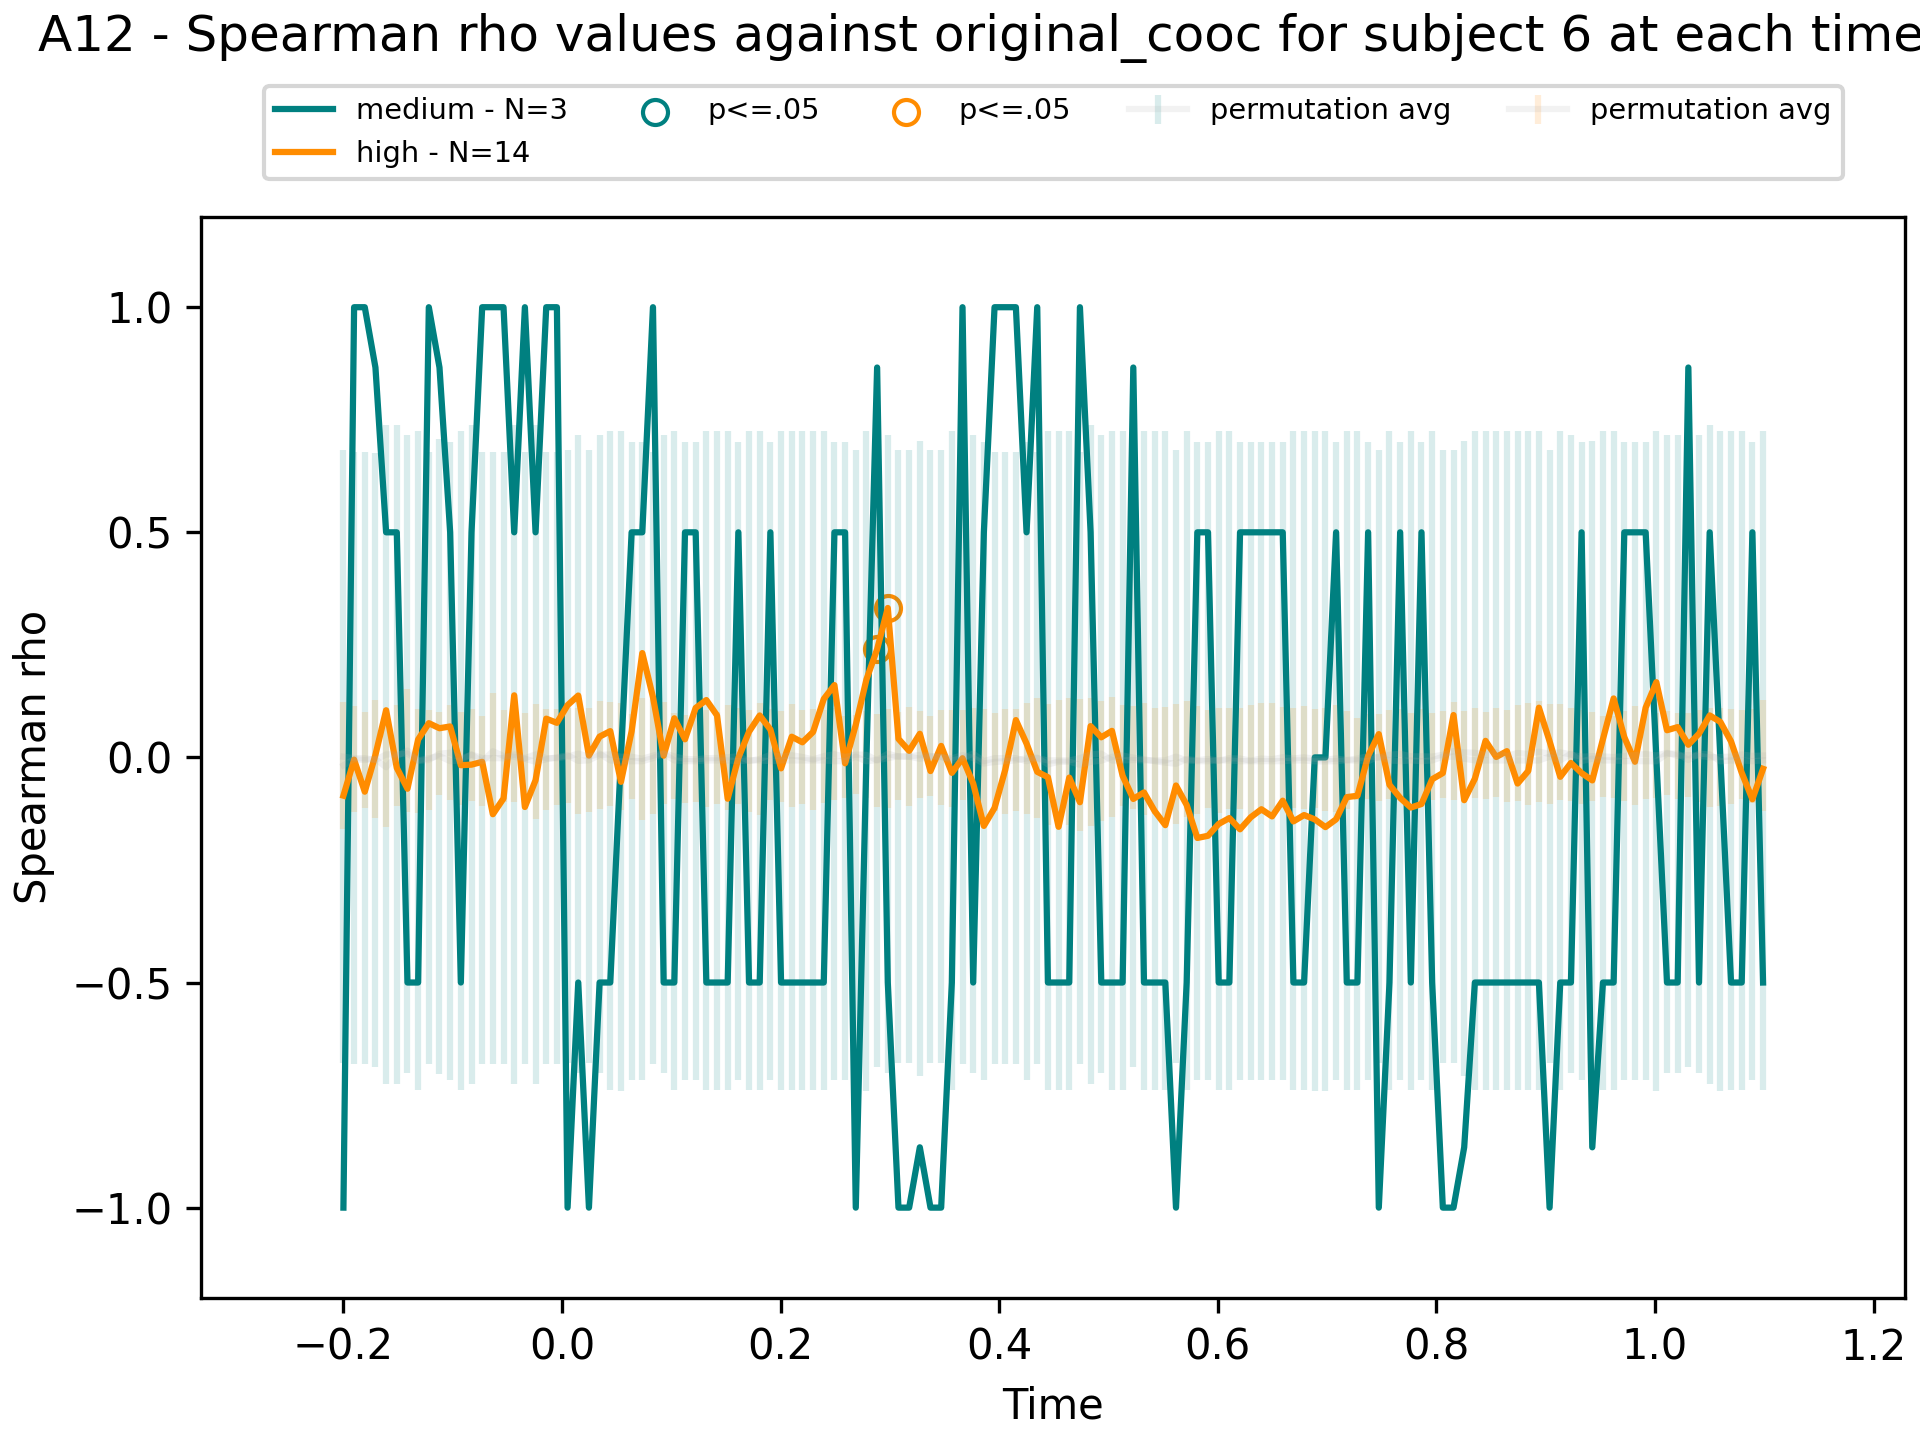 A12 - Spearman rho values against original_cooc for subject 6 at each time
medium - N=3
high - N=14
p<=.05
p<=.05
permutation avg
permutation avg
Spearman rho
1.0
0.5
0.0
−0.5
−1.0
−0.2
0.0
0.2
0.4
0.6
0.8
1.0
1.2
Time